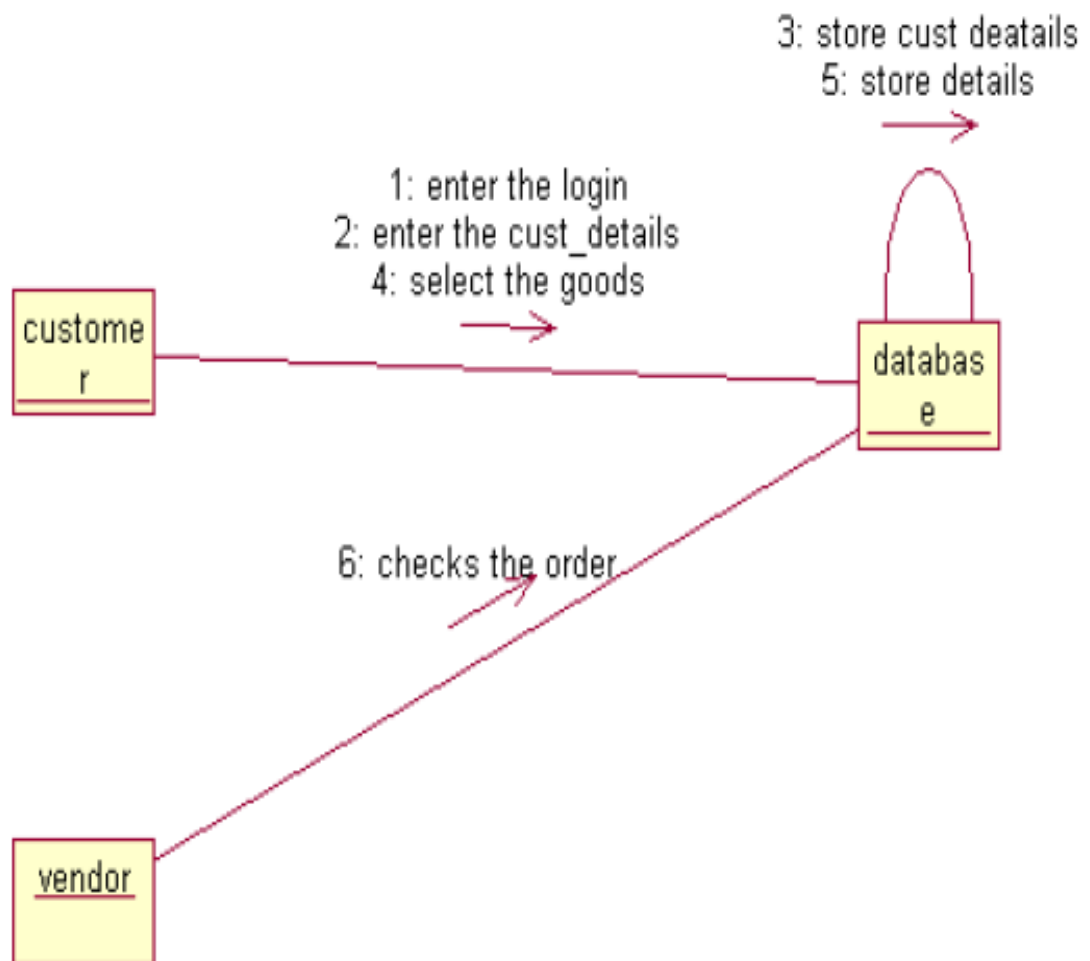 3: store cust deatails
5: store details
1: enter the login
2: enter the cust_details
4: select the goods
custome
r
databas
e
6: checks the order
vendor